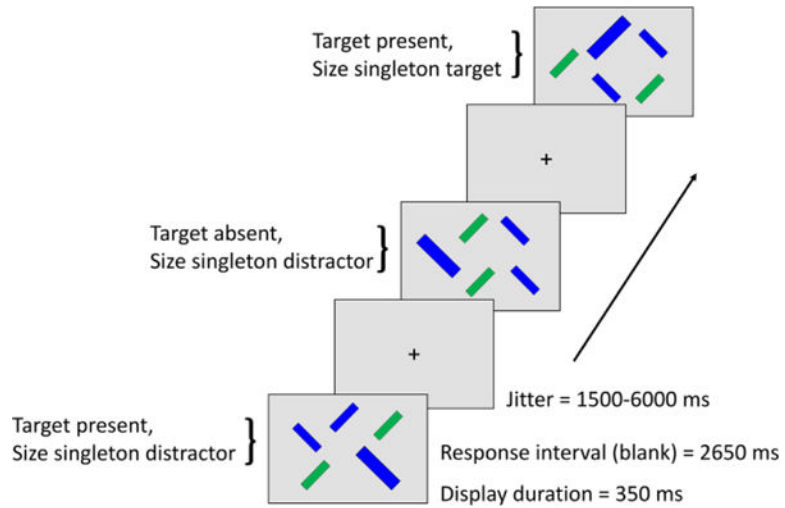 Target present,
Size singleton target
+
Target absent,
Size singleton distractor
+
Jitter = 1500-6000 ms
Target present,
Size singleton distractor
Response interval (blank) = 2650 ms
Display duration = 350 ms